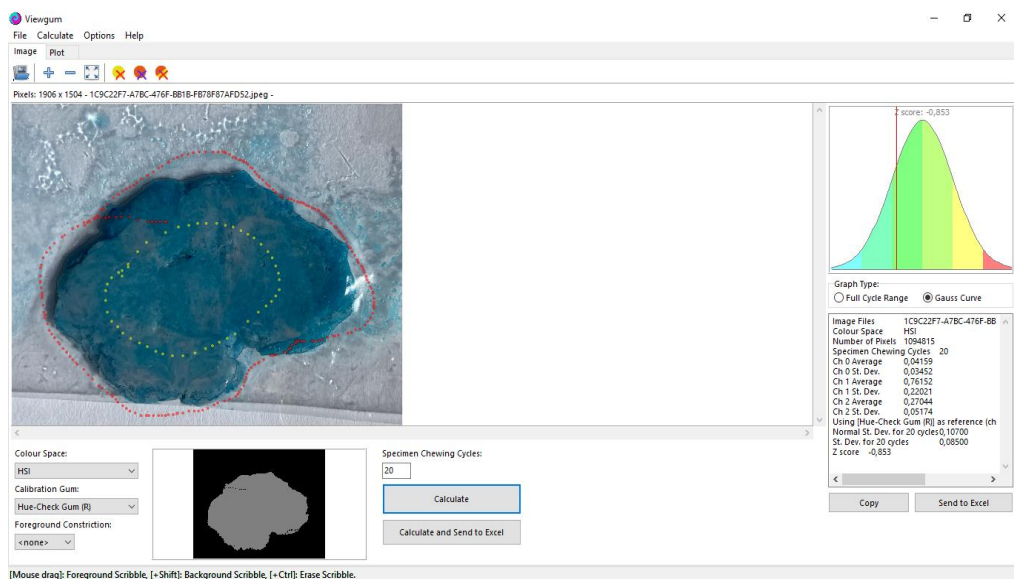 Viewgum
File Calculate Options Help
Image Plot
Pixels: 1906 x 1504 - 1C9C22F7-A7BC-476F-BB1B-FB78F87AFD52.jpeg -
Z score: -0,853
Graph Type:
Full Cycle Range Gauss Curve
Image Files 1C9C22F7-A7BC-476F-BB
Colour Space HSI
Number of Pixels 1094815
Specimen Chewing Cycles 20
Ch 0 Average 0,04159
Ch 0 St. Dev. 0,03452
Ch 1 Average 0,76152
Ch 1 St. Dev. 0,22021
Ch 2 Average 0,27044
Ch 2 St. Dev. 0,05174
Using [Hue-Check Gum (R)] as reference (ch
Normal St. Dev. for 20 cycles 0,10700
St. Dev. for 20 cycles 0,08500
Z score -0,853
Copy Send to Excel
Colour Space:
HSI
Calibration Gum:
Hue-Check Gum (R)
Foreground Constriction:
<none>
Specimen Chewing Cycles:
20
Calculate
Calculate and Send to Excel
[Mouse drag]: Foreground Scribble, [+Shift]: Background Scribble, [+Ctrl]: Erase Scribble.